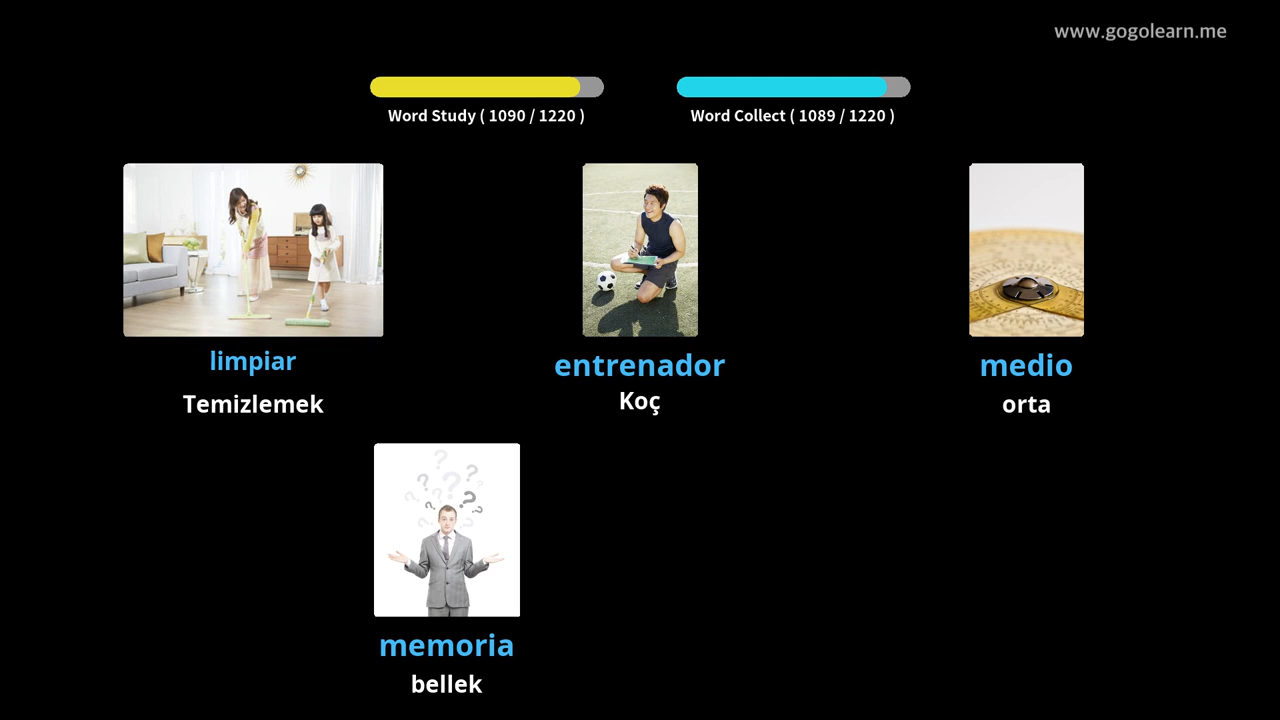 www.gogolearn.me
Word Study ( 1090 / 1220 )
Word Collect ( 1089 / 1220 )
limpiar
Temizlemek
entrenador
Koç
medio
orta
memoria
bellek